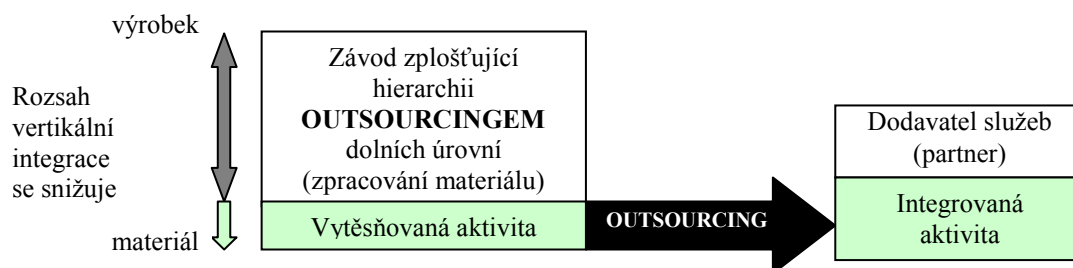 výrobek
Rozsah
vertikální
integrace
se snižuje
materiál
Závod zplošťující
hierarchii
OUTSOURCINGEM
dolních úrovní
(zpracování materiálu)
Vytěsňovaná aktivita
OUTSOURCING
Dodavatel služeb
(partner)
Integrovaná
aktivita